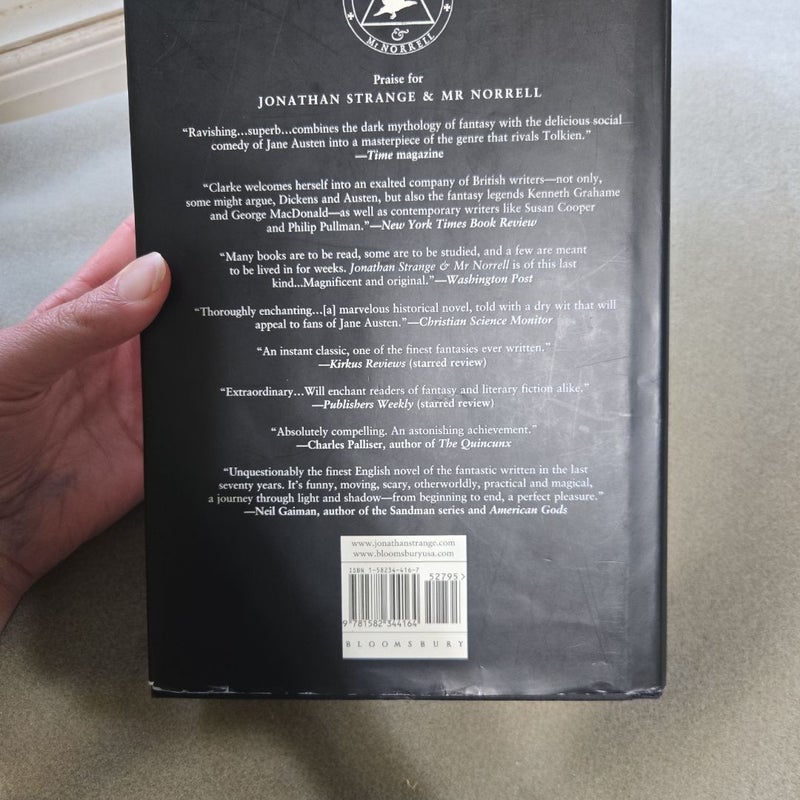 &
Mr NORRELL
Praise for
JONATHAN STRANGE & MR NORRELL
“Ravishing...superb...combines the dark mythology of fantasy with the delicious social
comedy of Jane Austen into a masterpiece of the genre that rivals Tolkien.”
—Time magazine
“Clarke welcomes herself into an exalted company of British writers—not only,
some might argue, Dickens and Austen, but also the fantasy legends Kenneth Grahame
and George MacDonald—as well as contemporary writers like Susan Cooper
and Philip Pullman.”—New York Times Book Review
“Many books are to be read, some are to be studied, and a few are meant
to be lived in for weeks. Jonathan Strange & Mr Norrell is of this last
kind...Magnificent and original.”—Washington Post
“Thoroughly enchanting...[a] marvelous historical novel, told with a dry wit that will
appeal to fans of Jane Austen.”—Christian Science Monitor
“An instant classic, one of the finest fantasies ever written.”
—Kirkus Reviews (starred review)
“Extraordinary...Will enchant readers of fantasy and literary fiction alike.”
—Publishers Weekly (starred review)
“Absolutely compelling. An astonishing achievement.”
—Charles Palliser, author of The Quincunx
“Unquestionably the finest English novel of the fantastic written in the last
seventy years. It’s funny, moving, scary, otherworldly, practical and magical,
a journey through light and shadow—from beginning to end, a perfect pleasure.”
—Neil Gaiman, author of the Sandman series and American Gods
www.jonathanstrange.com
www.bloomsburyusa.com
ISBN 1-58234-416-7
52795>
9 781582 344164
BLOOMSBURY